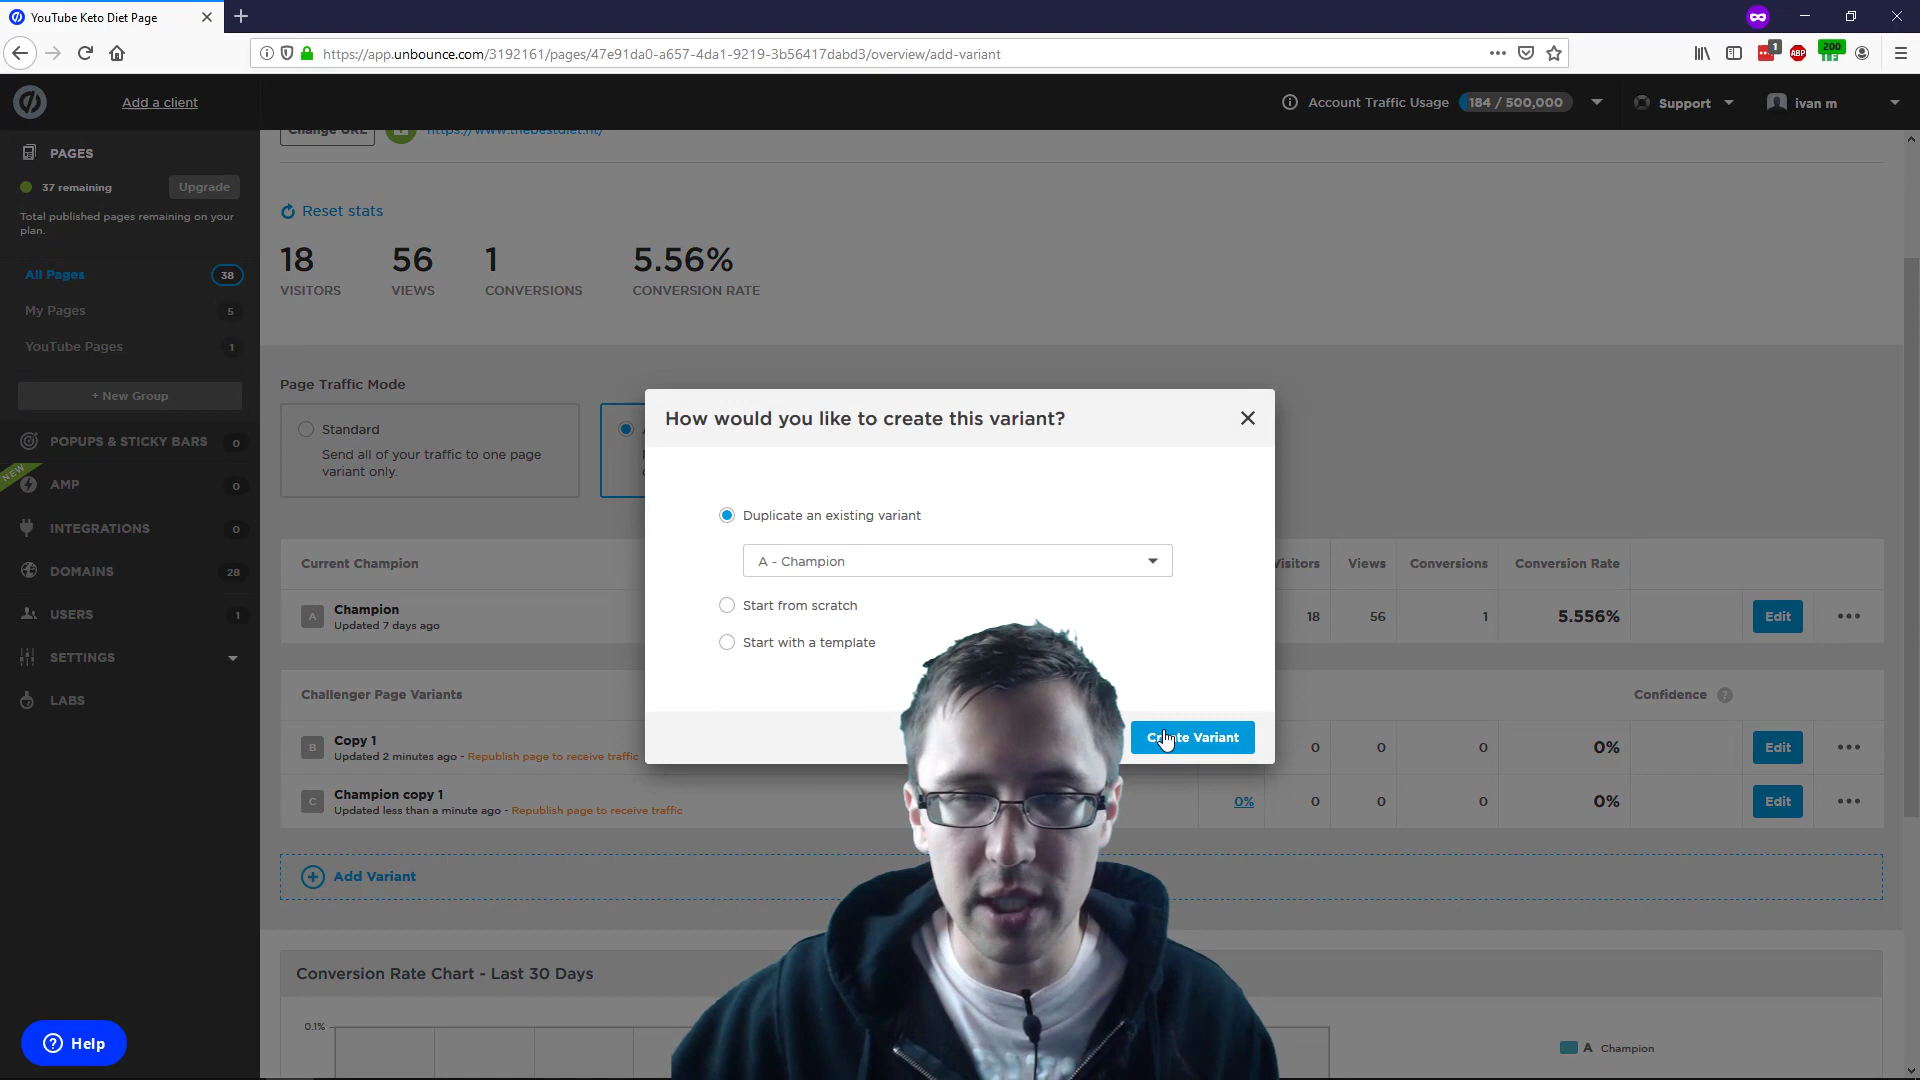 YouTube Keto Diet Page
https://app.unbounce.com/3192161/pages/47e91da0-a657-4da1-9219-3b56417dabd3/overview/add-variant
1
ABP
200
Add a client
Account Traffic Usage
184 / 500,000
Support
ivan m
Change URL
https://www.thebestdiet.nt/
PAGES
37 remaining
Upgrade
Total published pages remaining on your
plan.
All Pages 38
My Pages 5
YouTube Pages 1
+ New Group
POPUPS & STICKY BARS 0
NEW
AMP 0
INTEGRATIONS 0
DOMAINS 28
USERS 1
SETTINGS
LABS
Help
Reset stats
18 56 1 5.56%
VISITORS VIEWS CONVERSIONS CONVERSION RATE
Page Traffic Mode
Standard
Send all of your traffic to one page
variant only.
How would you like to create this variant?
Duplicate an existing variant
A - Champion
Start from scratch
Start with a template
Create Variant
Current Champion Visitors Views Conversions Conversion Rate
A Champion 18 56 1 5.556% Edit
Updated 7 days ago
Challenger Page Variants Confidence ?
B Copy 1 0 0 0 0% Edit
Updated 2 minutes ago - Republish page to receive traffic
C Champion copy 1 0% 0 0 0 0% Edit
Updated less than a minute ago - Republish page to receive traffic
Add Variant
Conversion Rate Chart - Last 30 Days
0.1%
A Champion